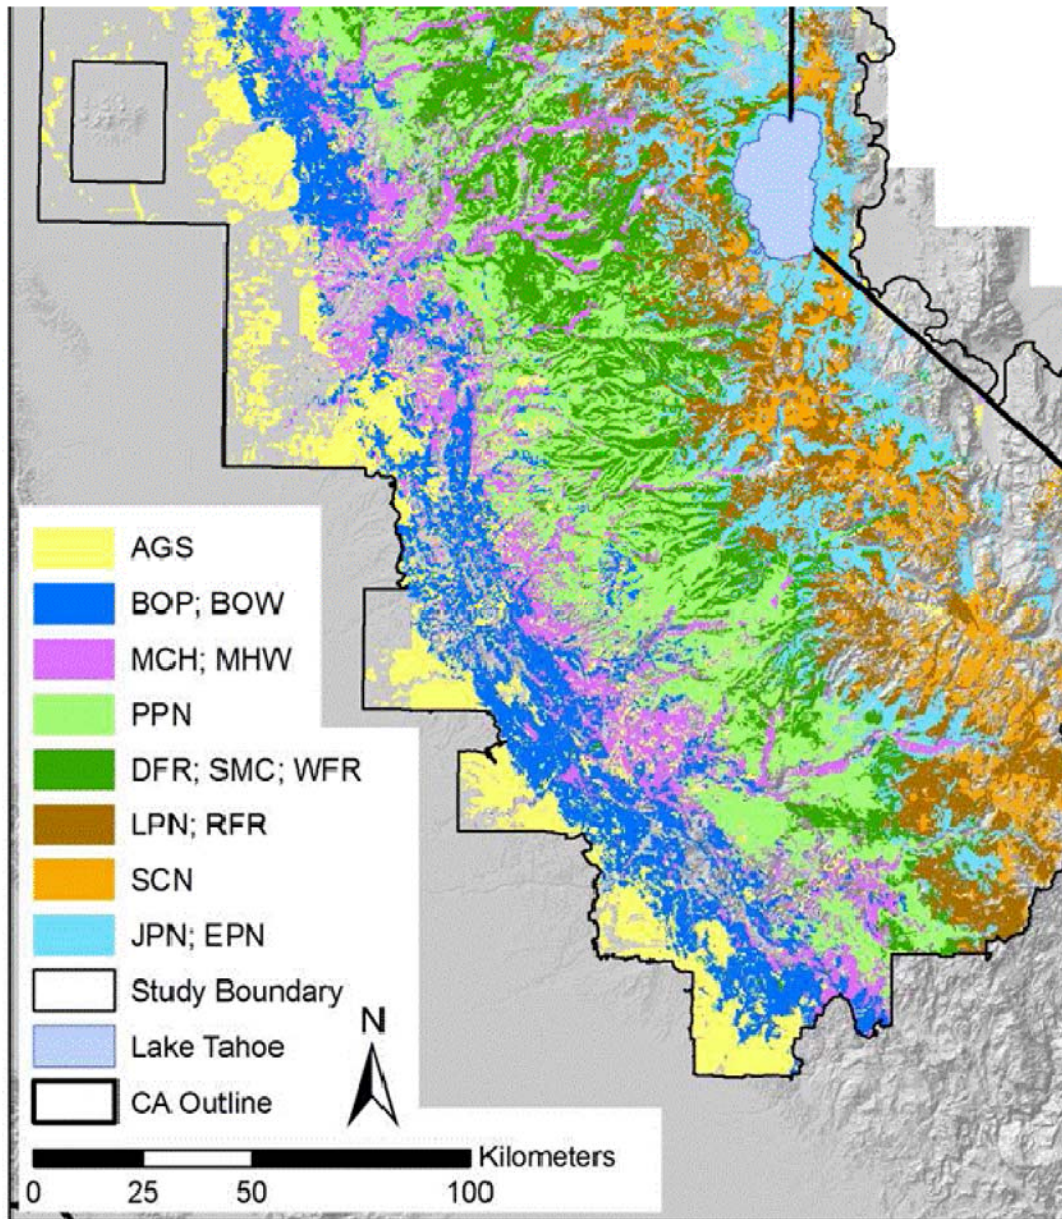 AGS
BOP; BOW
MCH; MHW
PPN
DFR; SMC; WFR
LPN; RFR
SCN
JPN; EPN
Study Boundary
Lake Tahoe
CA Outline
N
Kilometers
0 25 50 100